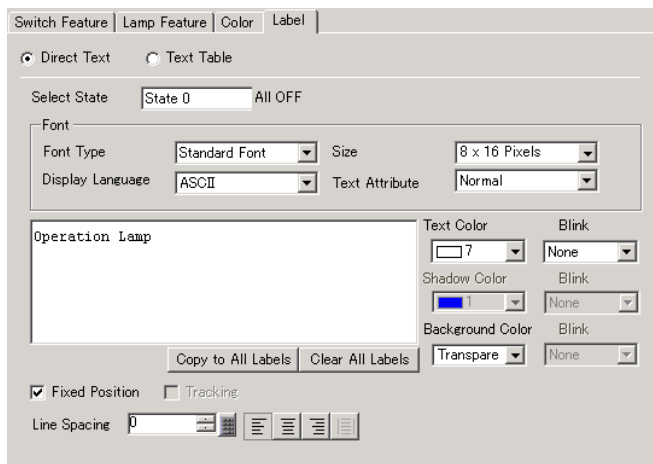 Switch Feature Lamp Feature Color Label
Direct Text Text Table
Select State State 0 All OFF
Font
Font Type Standard Font Size 8 x 16 Pixels
Display Language ASCII Text Attribute Normal
Operation Lamp
Text Color Blink
7 None
Shadow Color Blink
1 None
Background Color Blink
Transpare None
Copy to All Labels Clear All Labels
Fixed Position Tracking
Line Spacing 0